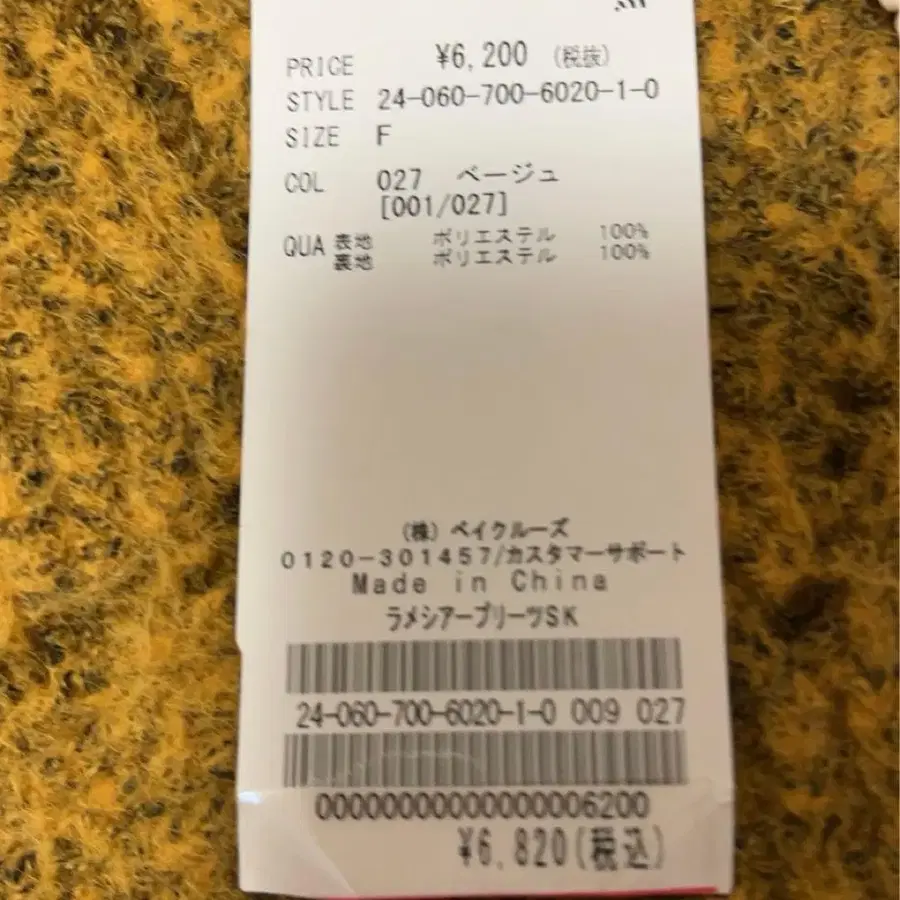 PRICE ¥6,200 (税抜)
STYLE 24-060-700-6020-1-0
SIZE F
COL 027 ベージュ
[001/027]
QUA 表地 ポリエステル 100%
裏地 ポリエステル 100%
(株) ベイクルーズ
0120-301457/カスタマーサポート
Made in China
ラメシアープリーツSK
24-060-700-6020-1-0 009 027
00000000000000006200
¥6,820(税込)